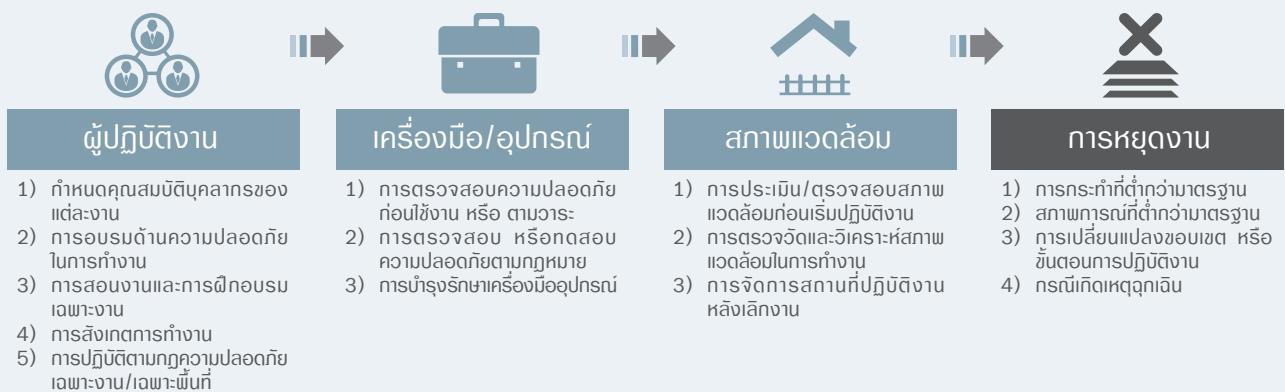 ผู้ปฏิบัติงาน
1) กำหนดคุณสมบัติบุคลากรของ
แต่ละงาน
2) การอบรมด้านความปลอดภัย
ในการทำงาน
3) การสอนงานและการฝึกอบรม
เฉพาะงาน
4) การสังเกตการทำงาน
5) การปฏิบัติตามกฎความปลอดภัย
เฉพาะงาน/เฉพาะพื้นที่
เครื่องมือ/อุปกรณ์
1) การตรวจสอบความปลอดภัย
ก่อนใช้งาน หรือ ตามวาระ
2) การตรวจสอบ หรือทดสอบ
ความปลอดภัยตามกฎหมาย
3) การบำรุงรักษาเครื่องมืออุปกรณ์
สภาพแวดล้อม
1) การประเมิน/ตรวจสอบสภาพ
แวดล้อมก่อนเริ่มปฏิบัติงาน
2) การตรวจวัดและวิเคราะห์สภาพ
แวดล้อมในการทำงาน
3) การจัดการสถานที่ปฏิบัติงาน
หลังเลิกงาน
การหยุดงาน
1) การกระทำที่ต่ำกว่ามาตรฐาน
2) สภาพการณ์ที่ต่ำกว่ามาตรฐาน
3) การเปลี่ยนแปลงขอบเขต หรือ
ขั้นตอนการปฏิบัติงาน
4) กรณีเกิดเหตุฉุกเฉิน